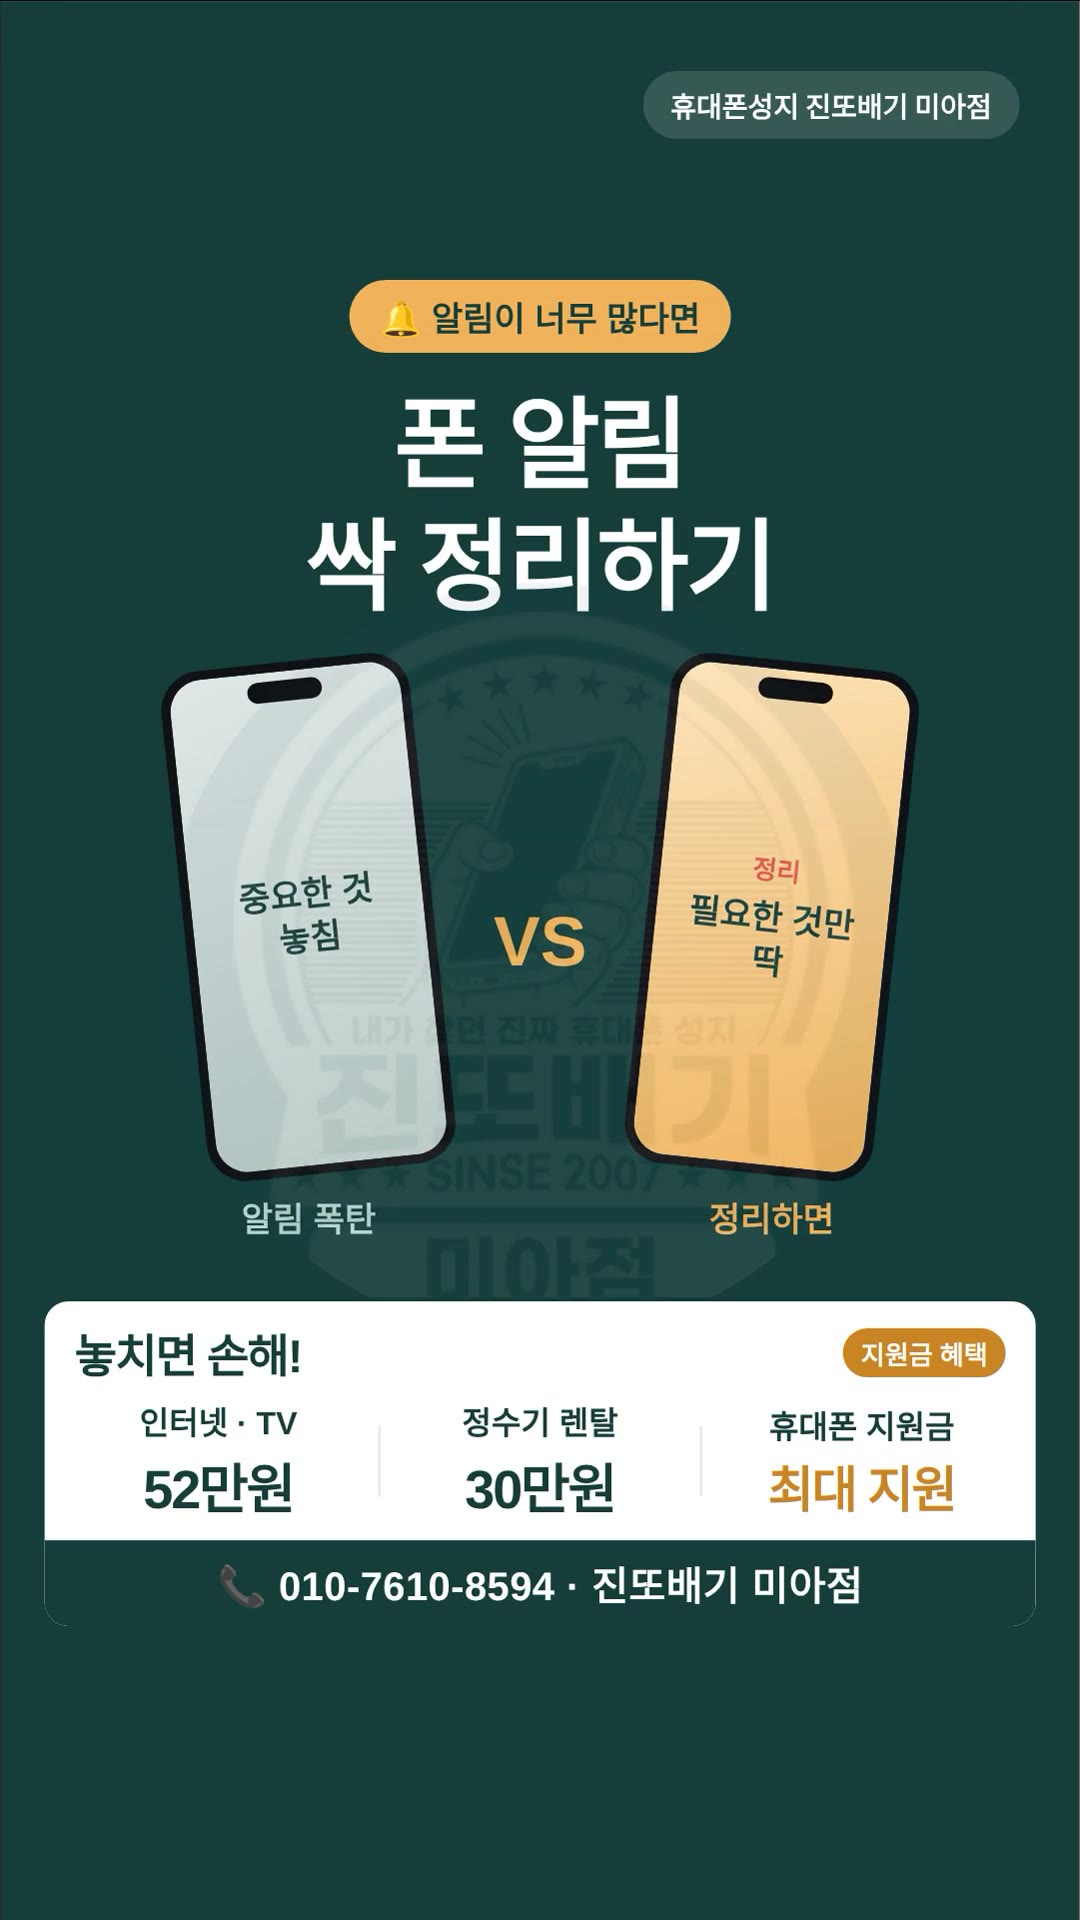 휴대폰성지 진또배기 미아점
🔔 알림이 너무 많다면
폰 알림
싹 정리하기
중요한 것
놓침
VS
정리
필요한 것만
딱
내가 찾던 진짜 휴대폰 성지
진또배기
SINSE 2007
미아점
알림 폭탄
정리하면
놓치면 손해!
지원금 혜택
인터넷 · TV
52만원
정수기 렌탈
30만원
휴대폰 지원금
최대 지원
📞 010-7610-8594 · 진또배기 미아점